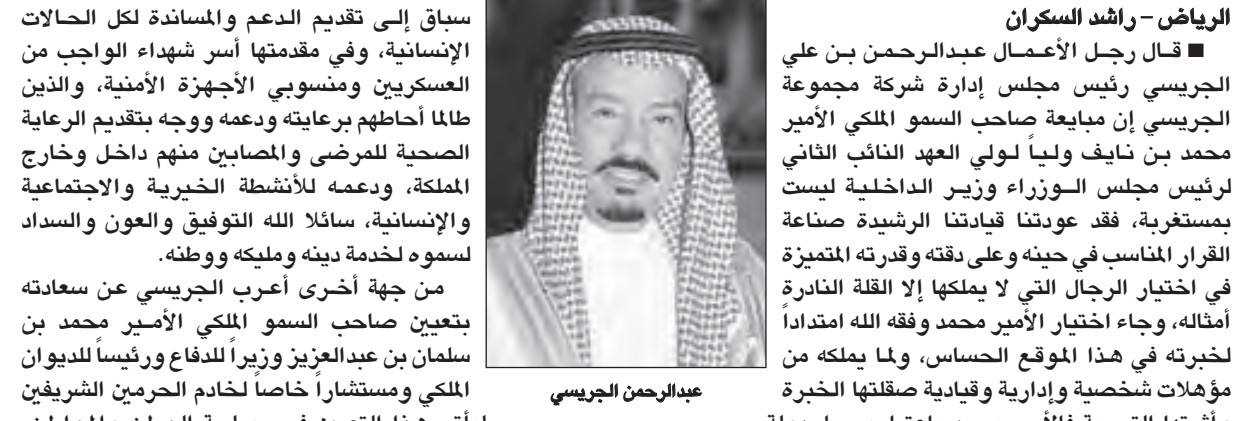 الرياض – راشد السكران
■ قال رجل الأعمال عبدالرحمن بن علي
الجريسي رئيس مجلس إدارة شركة مجموعة
الجريسي إن مبايعة صاحب السمو الملكي الأمير
محمد بن نايف ولياً لولي العهد النائب الثاني
لرئيس مجلس الوزراء وزير الداخلية ليست
بمستغربة، فقد عودتنا قيادتنا الرشيدة صناعة
القرار المناسب في حينه وعلى دقته وقدرته المتميزة
في اختيار الرجال التي لا يملكها إلا القلة النادرة
أمثاله، وجاء اختيار الأمير محمد وفقه الله امتداداً
لخبرته في هذا الموقع الحساس، ولما يملكه من
مؤهلات شخصية وإدارية وقيادية صقلتها الخبرة
عبدالرحمن الجريسي
سباق إلى تقديم الدعم والمساندة لكل الحالات
الإنسانية، وفي مقدمتها أسر شهداء الواجب من
العسكريين ومنسوبي الأجهزة الأمنية، والذين
طالما أحاطهم برعايته ودعمه ووجه بتقديم الرعاية
الصحية للمرضى والمصابين منهم داخل وخارج
المملكة، ودعمه للأنشطة الخيرية والاجتماعية
والإنسانية، سائلا الله التوفيق والعون والسداد
لسموه لخدمة دينه ومليكه ووطنه.
من جهة أخرى أعرب الجريسي عن سعادته
بتعيين صاحب السمو الملكي الأمير محمد بن
سلمان بن عبدالعزيز وزيراً للدفاع ورئيساً للديوان
الملكي ومستشاراً خاصاً لخادم الحرمين الشريفين